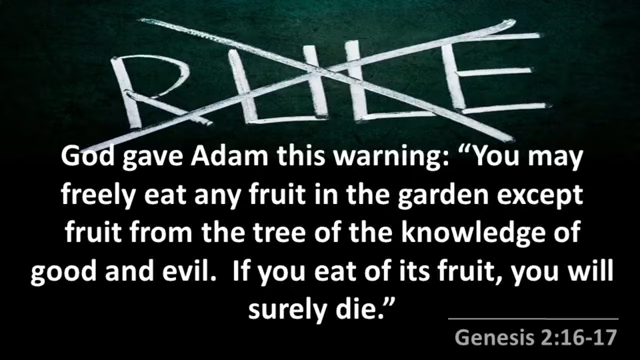 RULE
God gave Adam this warning: “You may
freely eat any fruit in the garden except
fruit from the tree of the knowledge of
good and evil.  If you eat of its fruit, you will
surely die.”
Genesis 2:16-17